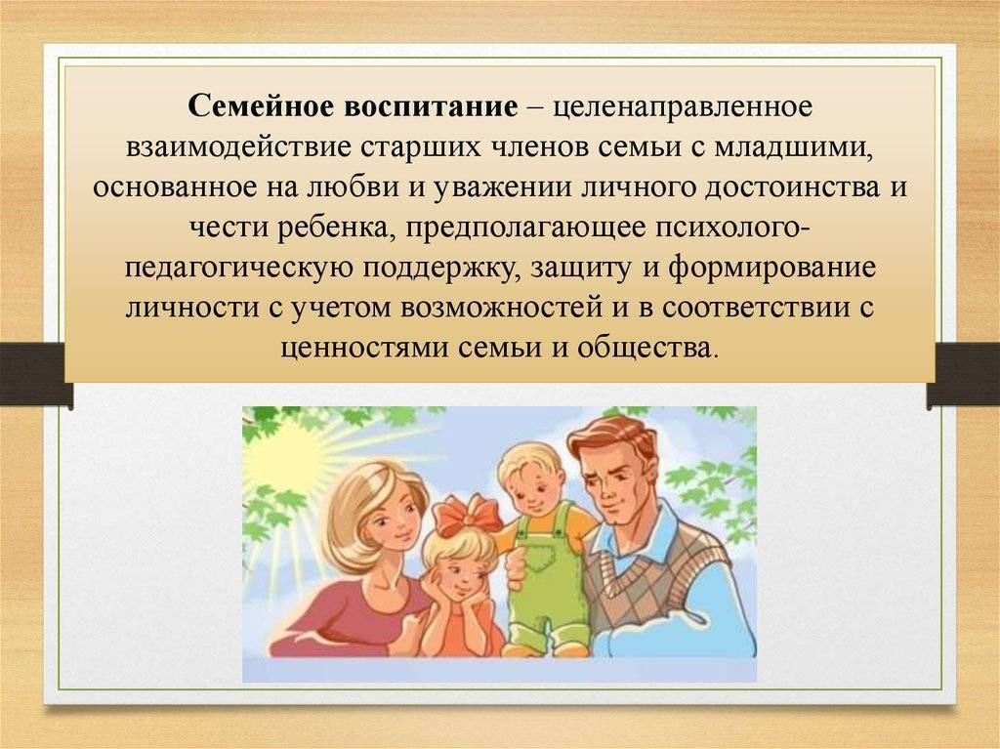 Семейное воспитание – целенаправленное
взаимодействие старших членов семьи с младшими,
основанное на любви и уважении личного достоинства и
чести ребенка, предполагающее психолого-
педагогическую поддержку, защиту и формирование
личности с учетом возможностей и в соответствии с
ценностями семьи и общества.